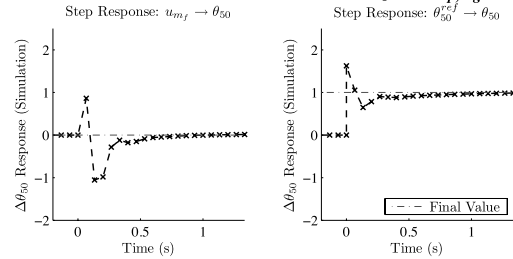 Step Response: u_{m_f} → θ_{50}
2
1
0
−1
−2
0
0.5
1
Δθ_{50} Response (Simulation)
Time (s)
Step Response: θ_{50}^{ref} → θ_{50}
2
1
0
−1
−2
0
0.5
1
Δθ_{50} Response (Simulation)
Time (s)
Final Value